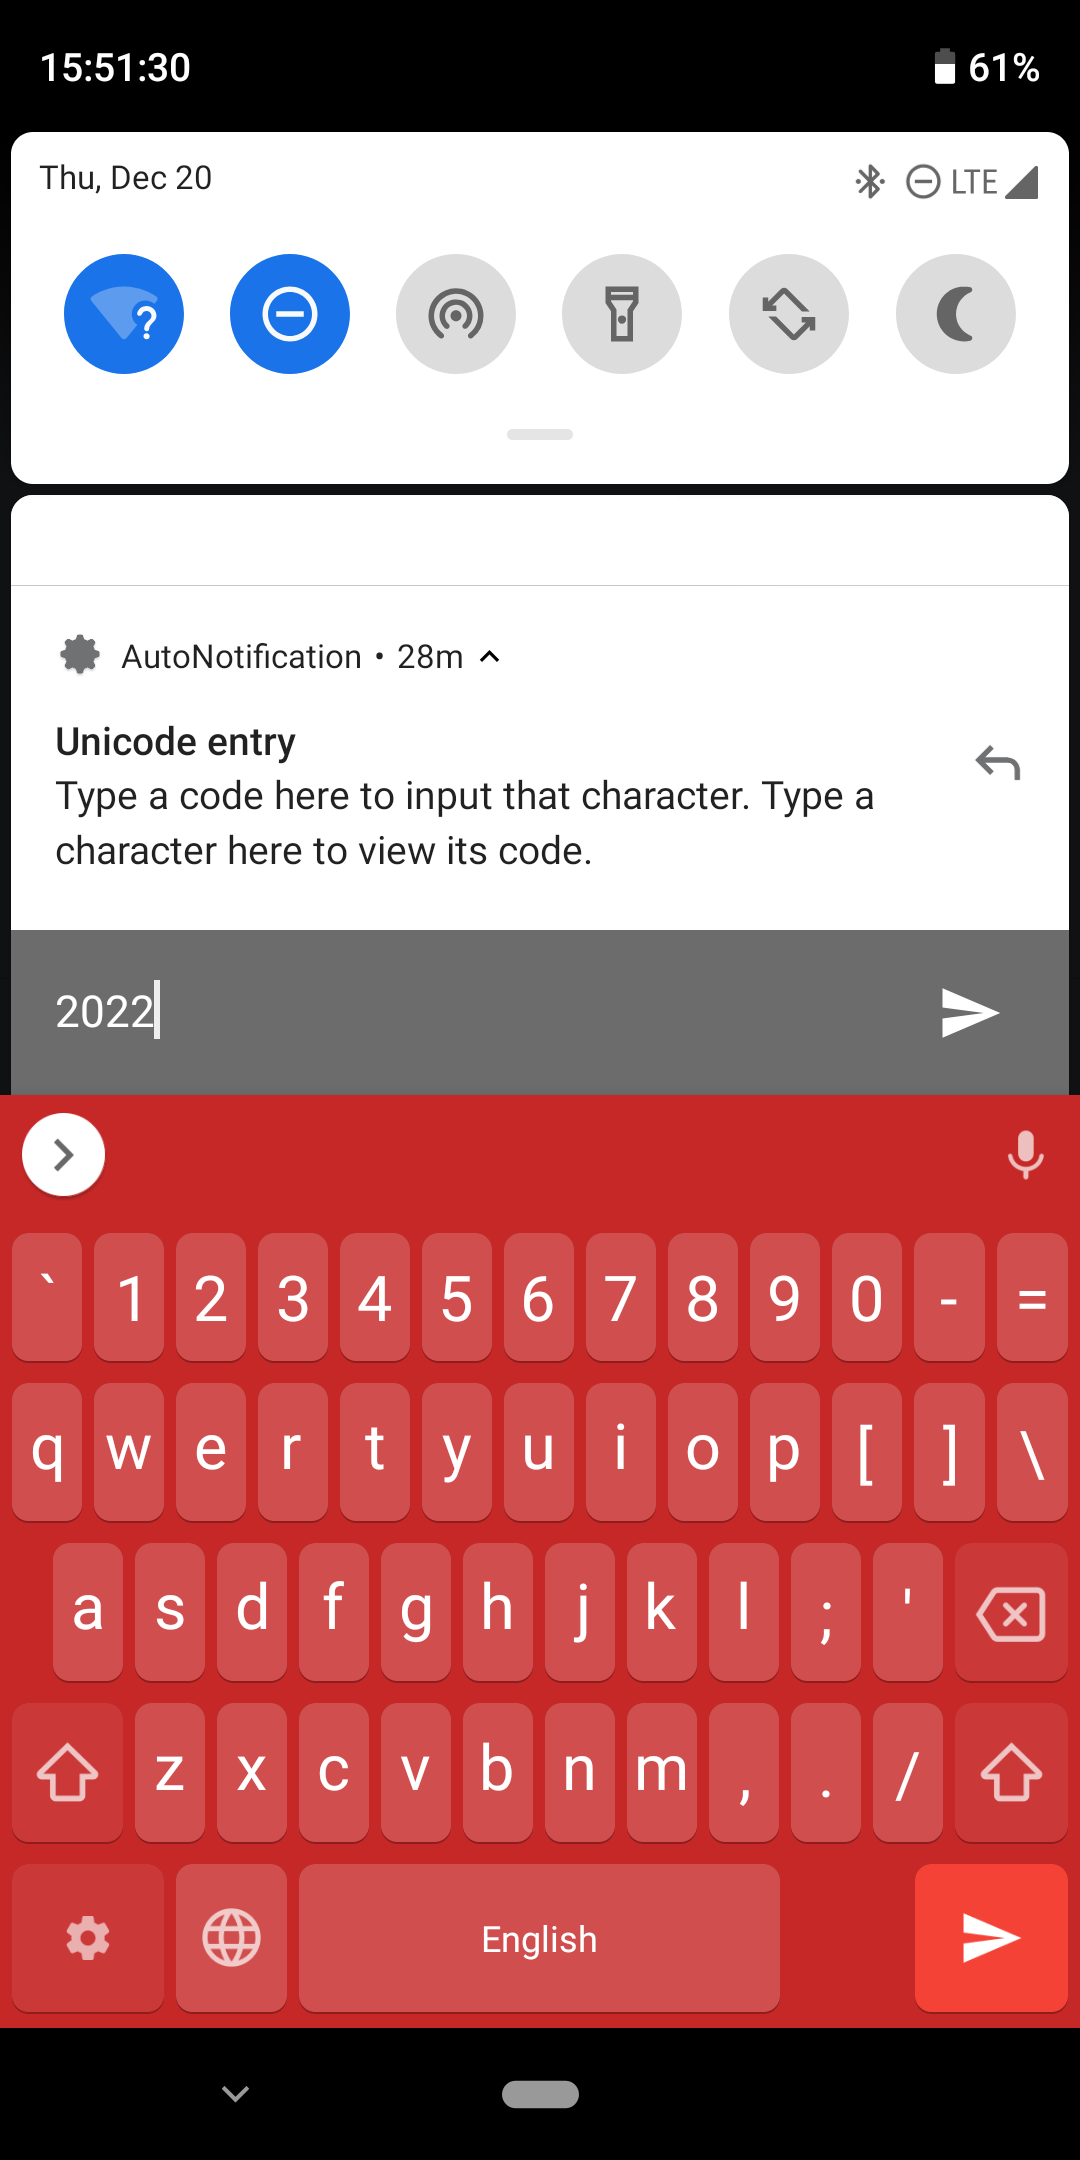 15:51:30 61%
Thu, Dec 20 LTE
AutoNotification • 28m
Unicode entry
Type a code here to input that character. Type a
character here to view its code.
2022
` 1 2 3 4 5 6 7 8 9 0 - =
q w e r t y u i o p [ ] \
a s d f g h j k l ; '
z x c v b n m , . /
English